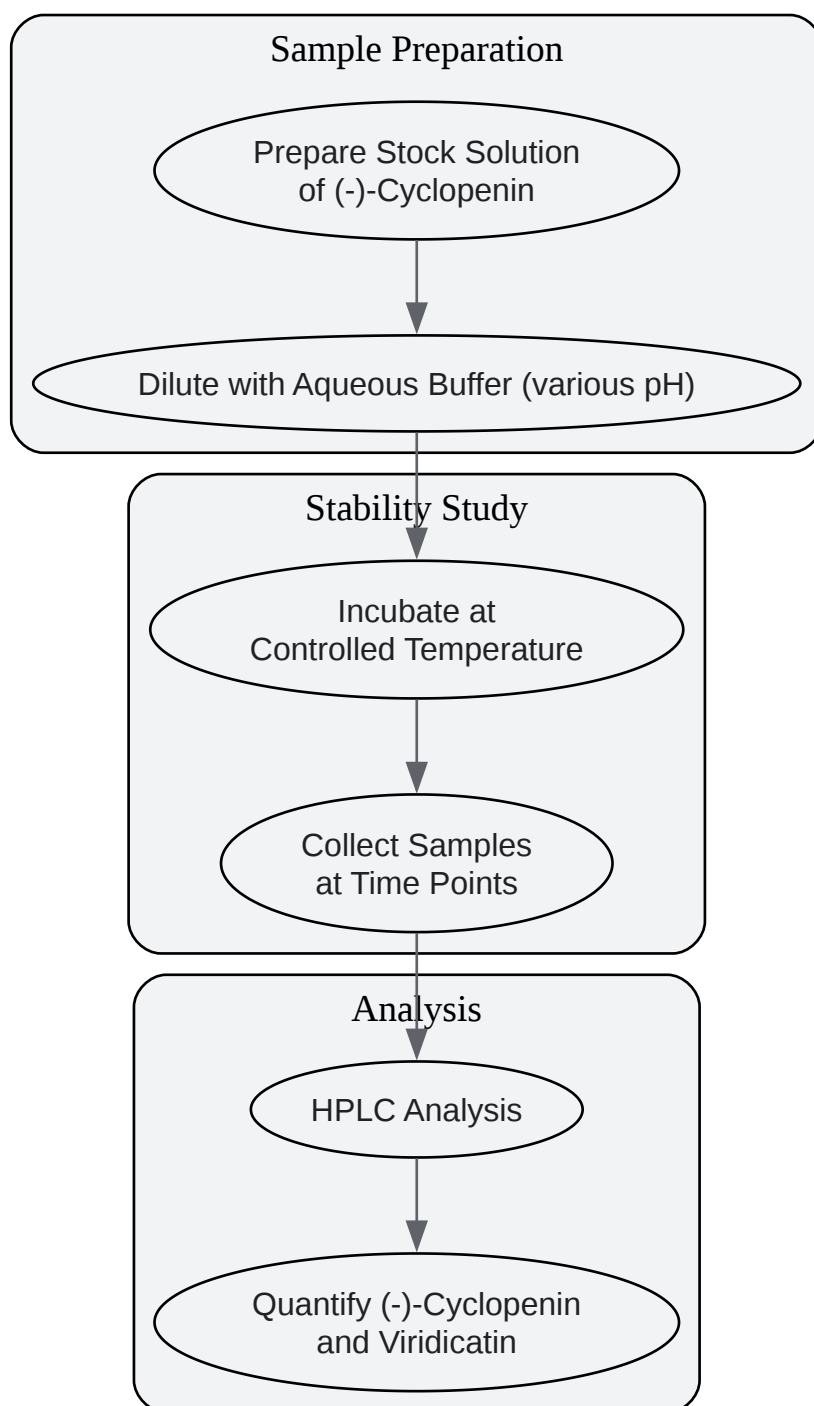 Sample Preparation
Prepare Stock Solution
of (-)-Cyclopenin
Dilute with Aqueous Buffer (various pH)
Stability Study
Incubate at
Controlled Temperature
Collect Samples
at Time Points
Analysis
HPLC Analysis
Quantify (-)-Cyclopenin
and Viridicatin